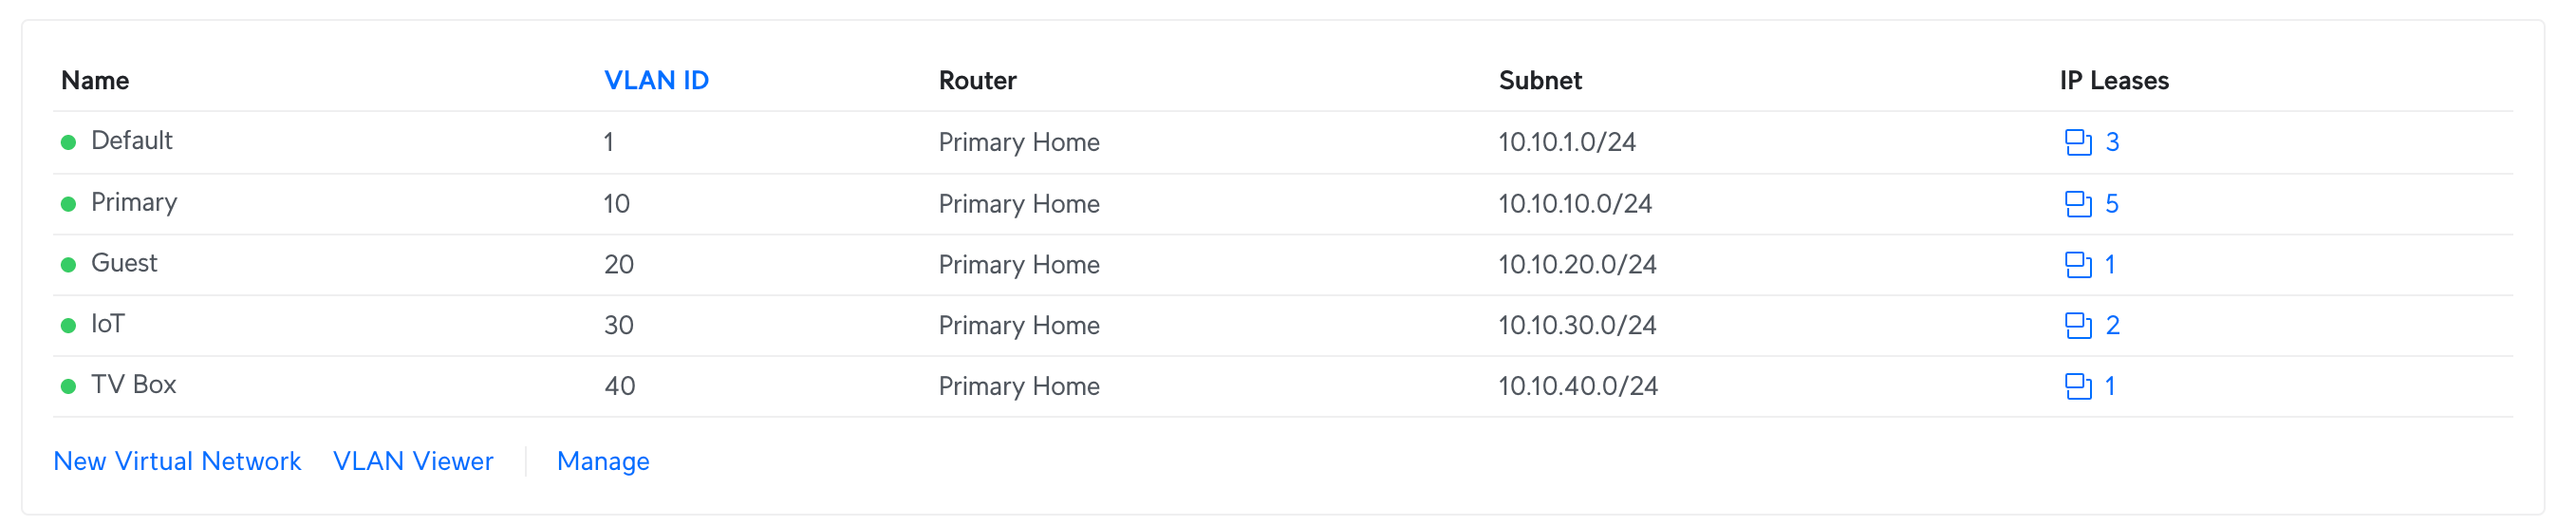 Name VLAN ID Router Subnet IP Leases
Default 1 Primary Home 10.10.1.0/24 3
Primary 10 Primary Home 10.10.10.0/24 5
Guest 20 Primary Home 10.10.20.0/24 1
IoT 30 Primary Home 10.10.30.0/24 2
TV Box 40 Primary Home 10.10.40.0/24 1
New Virtual Network VLAN Viewer Manage